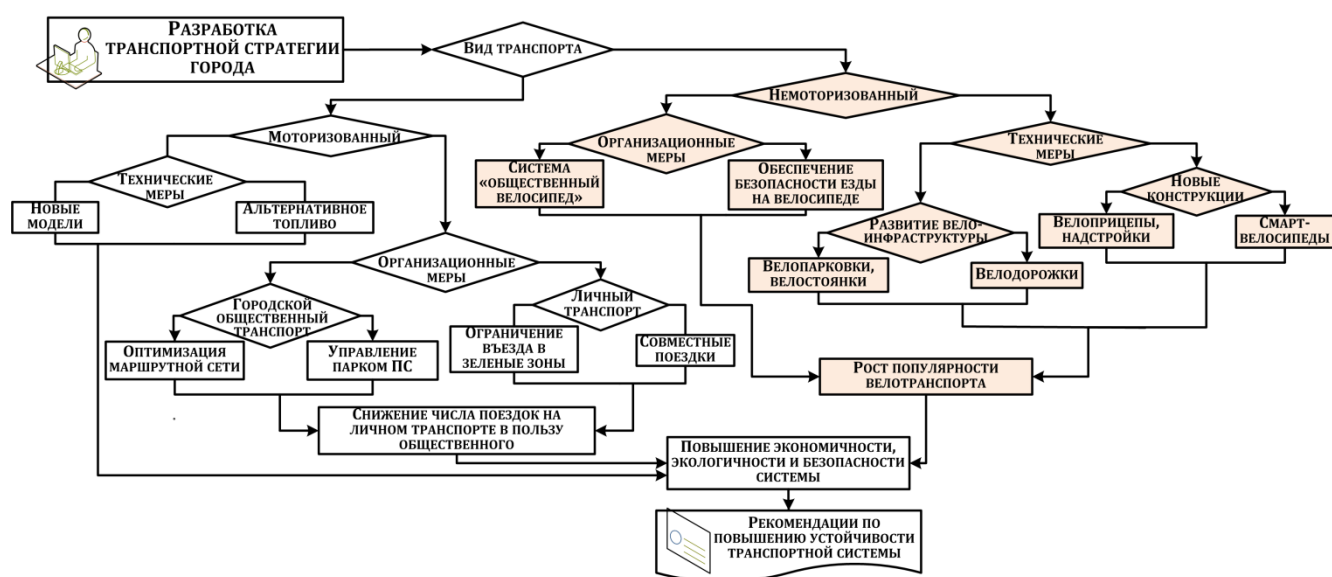 РАЗРАБОТКА
ТРАНСПОРТНОЙ СТРАТЕГИИ
ГОРОДА
ВИД ТРАНСПОРТА
НЕМОТОРИЗОВАННЫЙ
МОТОРИЗОВАННЫЙ
ОРГАНИЗАЦИОННЫЕ
МЕРЫ
ТЕХНИЧЕСКИЕ
МЕРЫ
ТЕХНИЧЕСКИЕ
МЕРЫ
НОВЫЕ
МОДЕЛИ
АЛЬТЕРНАТИВНОЕ
ТОПЛИВО
СИСТЕМА
«ОБЩЕСТВЕННЫЙ
ВЕЛОСИПЕД»
ОБЕСПЕЧЕНИЕ
БЕЗОПАСНОСТИ ЕЗДЫ
НА ВЕЛОСИПЕДЕ
НОВЫЕ
КОНСТРУКЦИИ
РАЗВИТИЕ ВЕЛО-
ИНФРАСТРУКТУРЫ
ВЕЛОПРИЦЕПЫ,
НАДСТРОЙКИ
СМАРТ-
ВЕЛОСИПЕДЫ
ВЕЛОПАРКОВКИ,
ВЕЛОСТОЯНКИ
ВЕЛОДОРОЖКИ
ОРГАНИЗАЦИОННЫЕ
МЕРЫ
ГОРОДСКОЙ
ОБЩЕСТВЕННЫЙ
ТРАНСПОРТ
ЛИЧНЫЙ
ТРАНСПОРТ
ОПТИМИЗАЦИЯ
МАРШРУТНОЙ СЕТИ
УПРАВЛЕНИЕ
ПАРКОМ ПС
ОГРАНИЧЕНИЕ
ВЪЕЗДА В
ЗЕЛЕНЫЕ ЗОНЫ
СОВМЕСТНЫЕ
ПОЕЗДКИ
РОСТ ПОПУЛЯРНОСТИ
ВЕЛОТРАНСПОРТА
СНИЖЕНИЕ ЧИСЛА ПОЕЗДОК НА
ЛИЧНОМ ТРАНСПОРТЕ В ПОЛЬЗУ
ОБЩЕСТВЕННОГО
ПОВЫШЕНИЕ ЭКОНОМИЧНОСТИ,
ЭКОЛОГИЧНОСТИ И БЕЗОПАСНОСТИ
СИСТЕМЫ
РЕКОМЕНДАЦИИ ПО
ПОВЫШЕНИЮ УСТОЙЧИВОСТИ
ТРАНСПОРТНОЙ СИСТЕМЫ